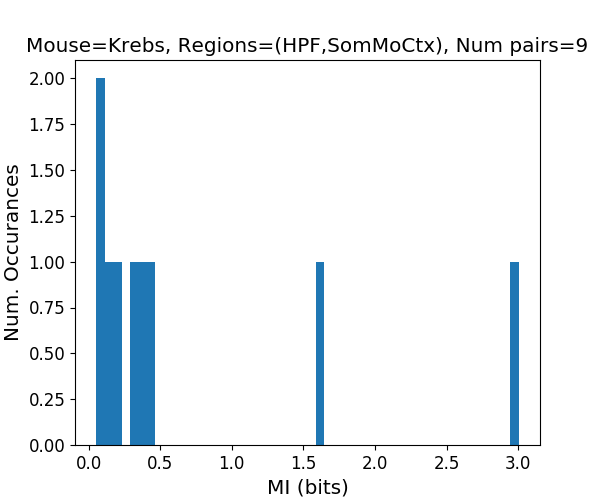 Mouse=Krebs, Regions=(HPF,SomMoCtx), Num pairs=9
2.00
1.75
1.50
1.25
1.00
0.75
0.50
0.25
0.00
Num. Occurances
0.0 0.5 1.0 1.5 2.0 2.5 3.0
MI (bits)